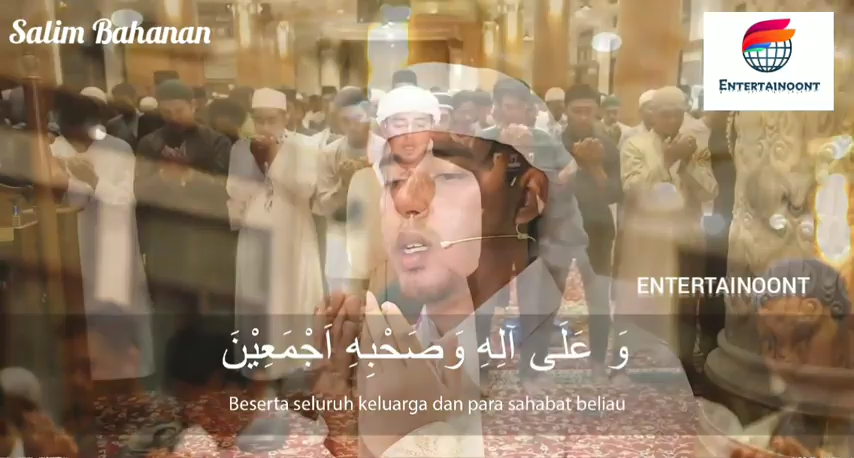 Salim Bahanan
ENTERTAINOONT
ENTERTAINOONT
وَ عَلَى آلِهِ وَصَحْبِهِ اَجْمَعِيْنَ
Beserta seluruh keluarga dan para sahabat beliau